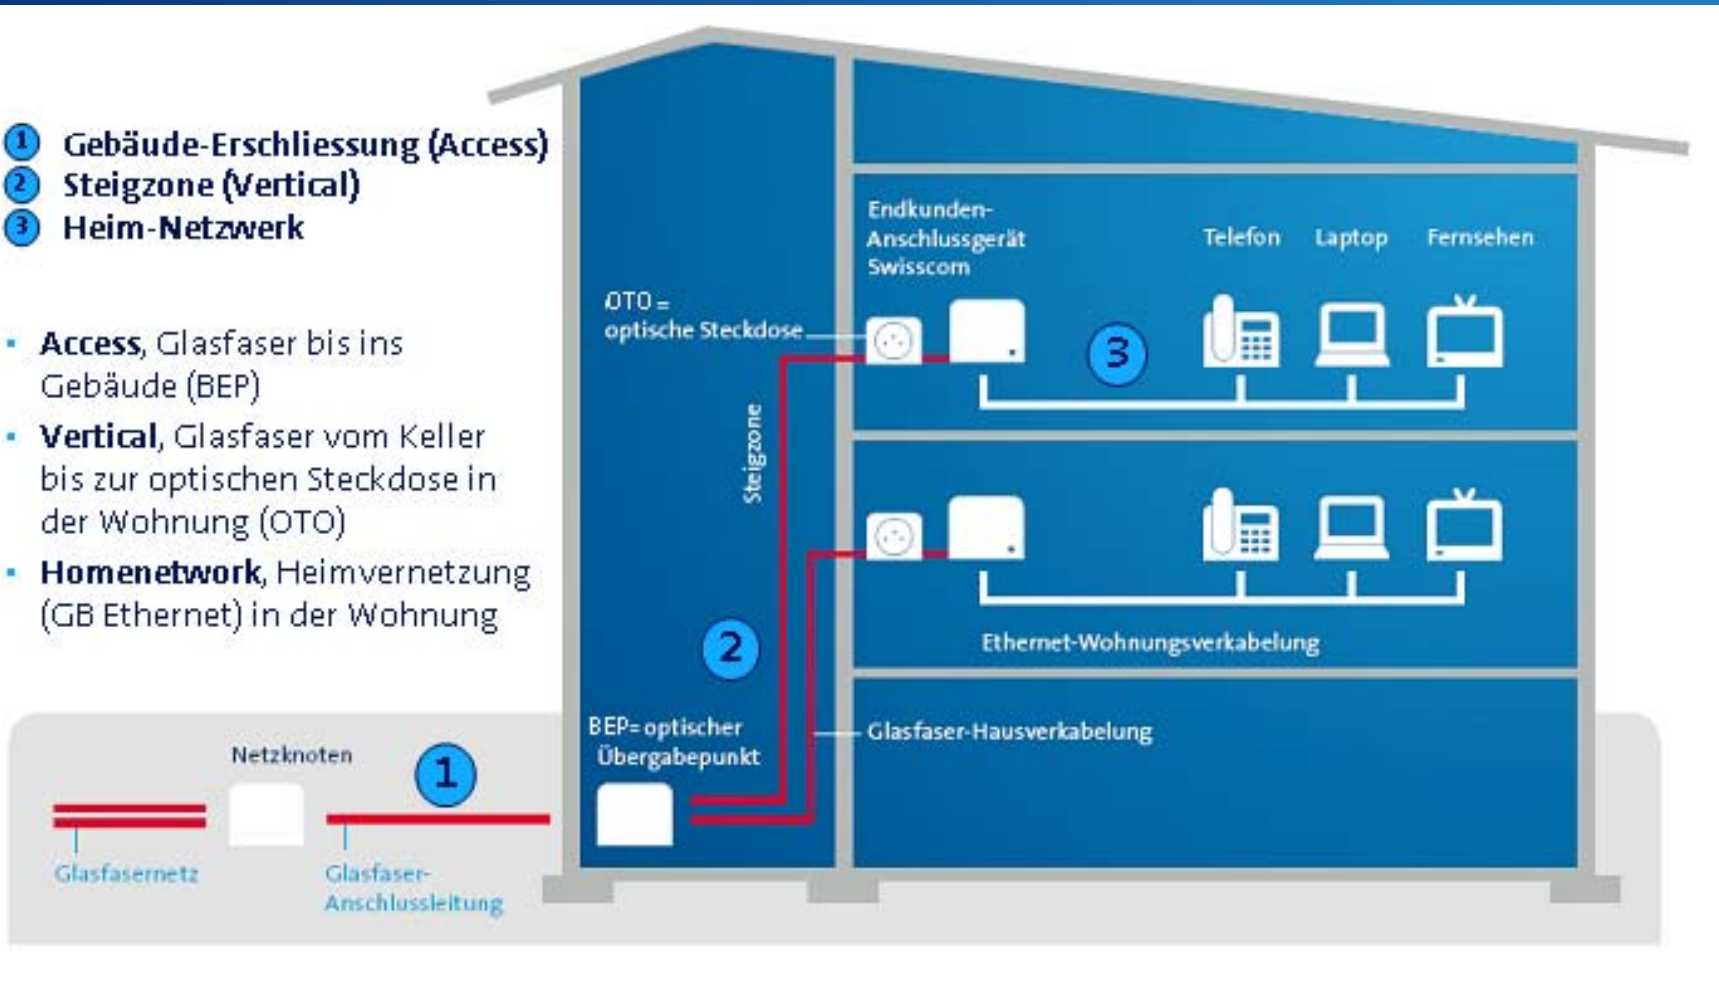 1 Gebäude-Erschliessung (Access)
2 Steigzone (Vertical)
3 Heim-Netzwerk
Access, Glasfaser bis ins
Gebäude (BEP)
Vertical, Glasfaser vom Keller
bis zur optischen Steckdose in
der Wohnung (OTO)
Homenetwork, Heimvernetzung
(GB Ethernet) in der Wohnung
Endkunden-
Anschlussgerät
Swisscom
Telefon Laptop Fernsehen
OTO =
optische Steckdose
3
Steigzone
2
Ethernet-Wohnungsverkabelung
BEP= optischer
Übergabepunkt
Glasfaser-Hausverkabelung
Netzknoten
1
Glasfasernetz
Glasfaser-
Anschlussleitung